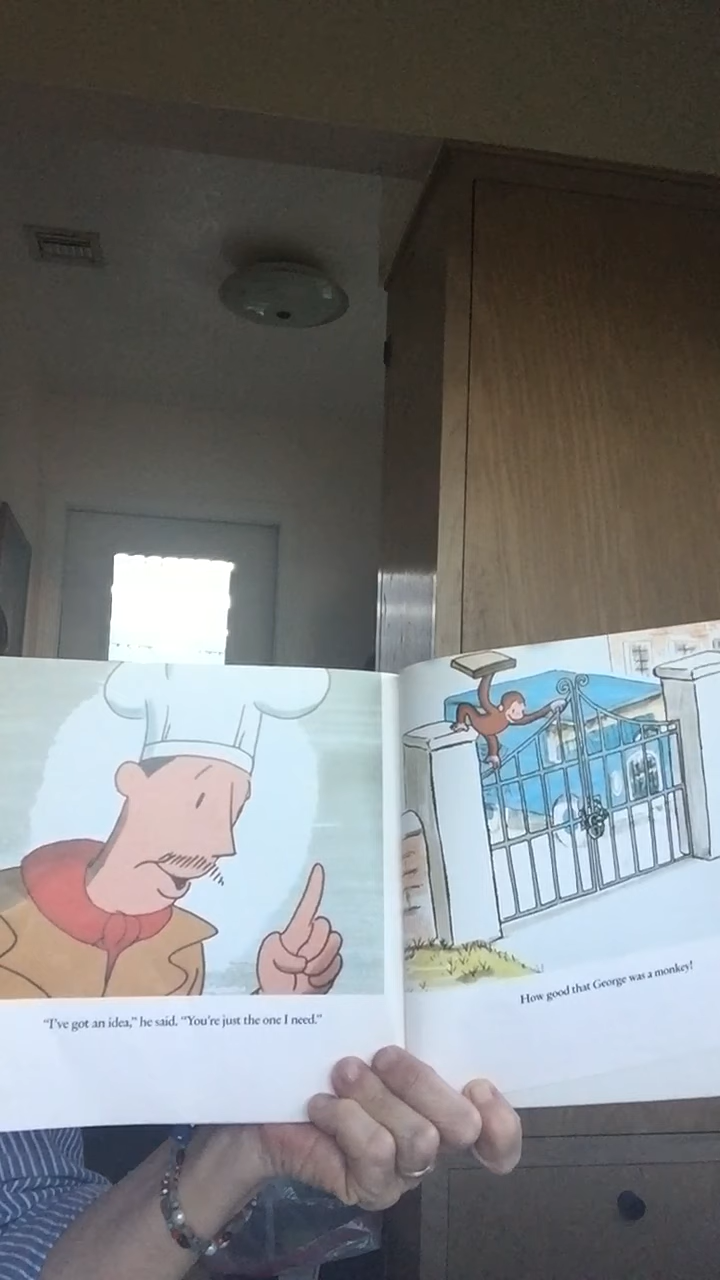 "I've got an idea," he said. "You're just the one I need."
How good that George was a monkey!